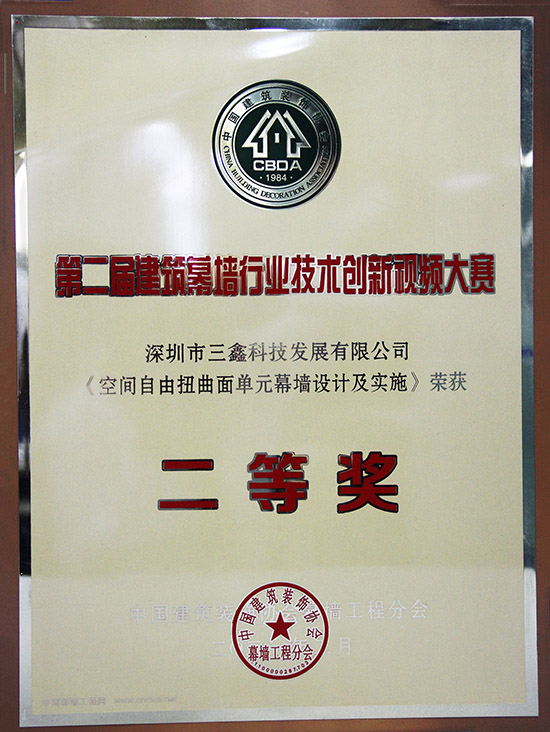 中国建筑装饰协会
CBDA
·1984·
CHINA BUILDING DECORATION ASSOCIATION
第二届建筑幕墙行业技术创新视频大赛
深圳市三鑫科技发展有限公司
《空间自由扭曲面单元幕墙设计及实施》荣获
二等奖
中国建筑装饰协会幕墙工程分会
月
中国建筑装饰协会
幕墙工程分会